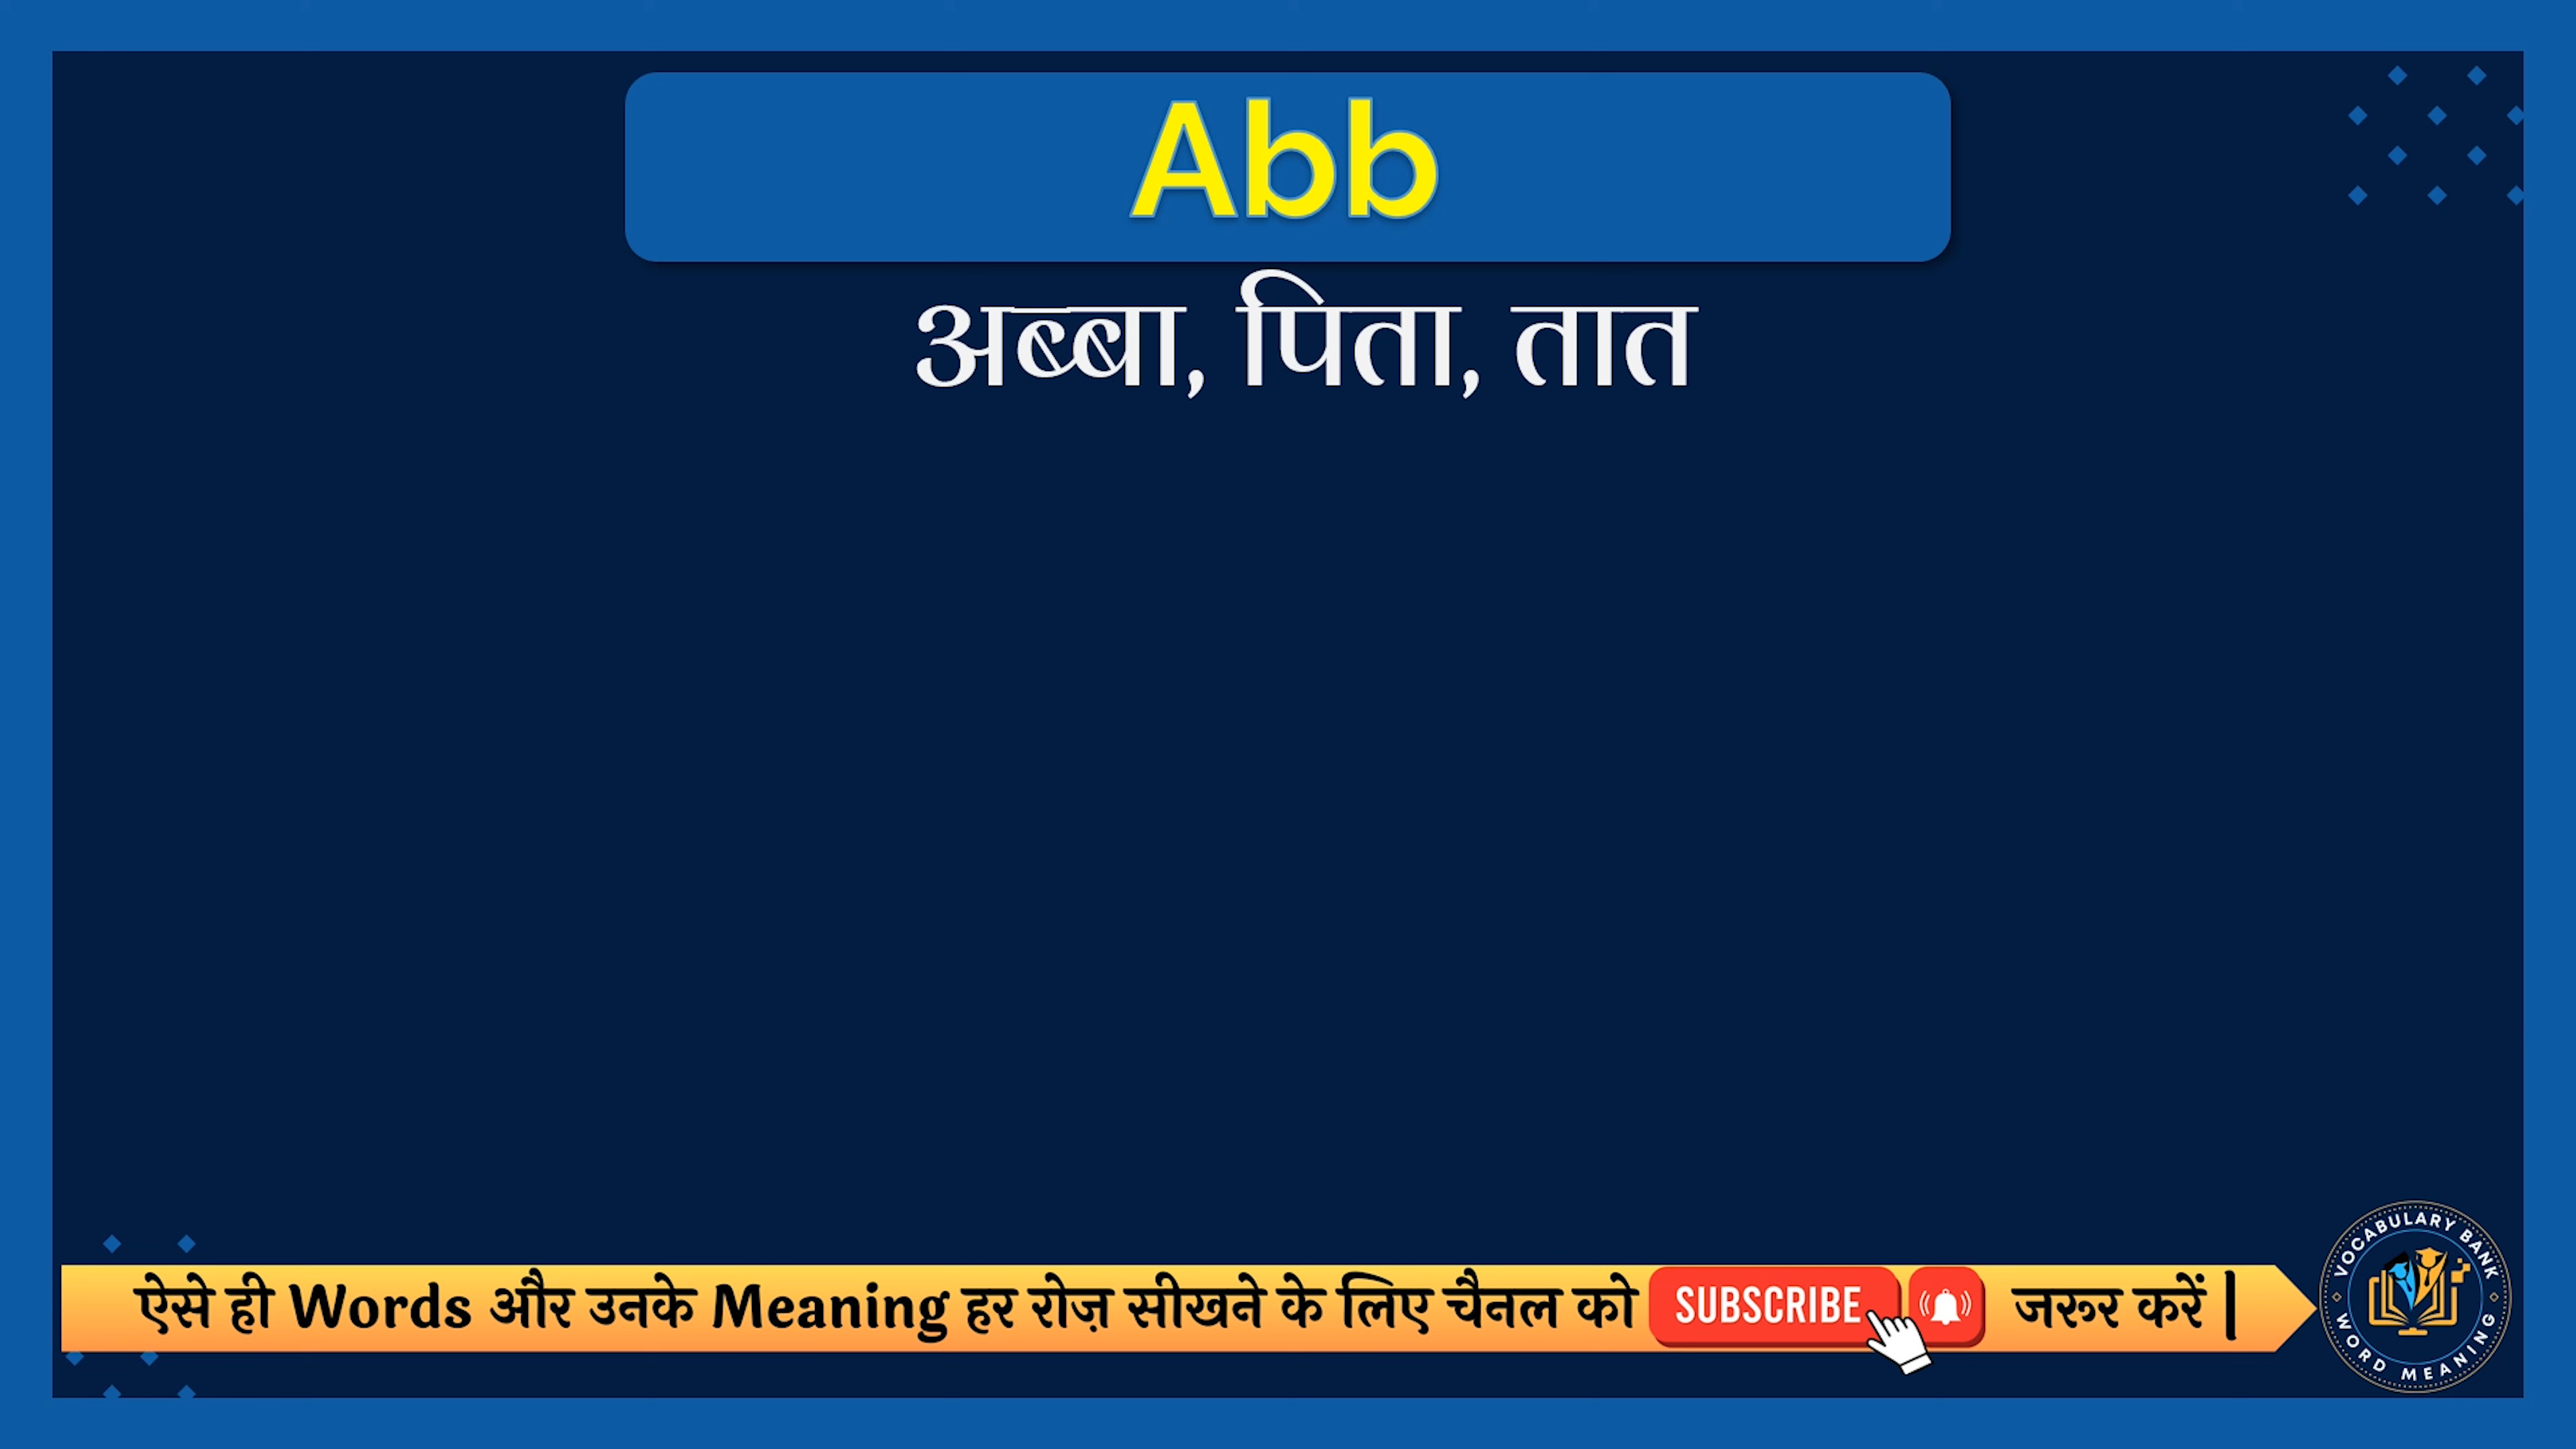 Abb
अब्बा, पिता, तात
ऐसे ही Words और उनके Meaning हर रोज़ सीखने के लिए चैनल को SUBSCRIBE जरूर करें |
VOCABULARY BANK
WORD MEANING